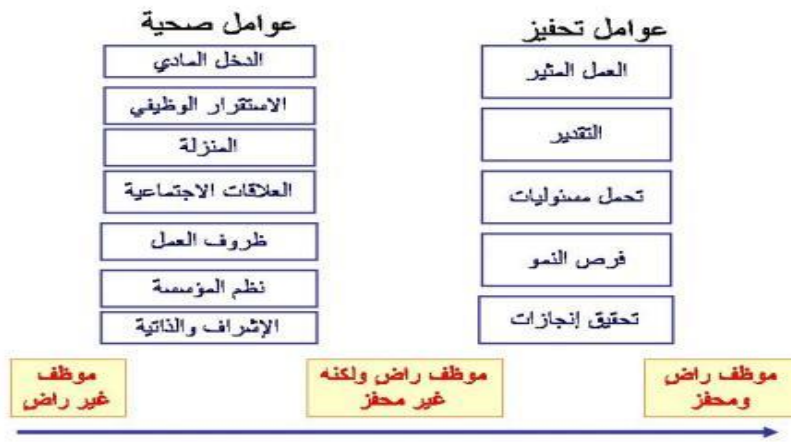 عوامل تحفيز
العمل المثير
التقدير
تحمل مسئوليات
فرص النمو
تحقيق إنجازات
عوامل صحية
الدخل المادي
الاستقرار الوظيفي
المنزلة
العلاقات الاجتماعية
ظروف العمل
نظم المؤسسة
الإشراف والذاتية
موظف راض
ومحفز
موظف راض ولكنه
غير محفز
موظف
غير راض